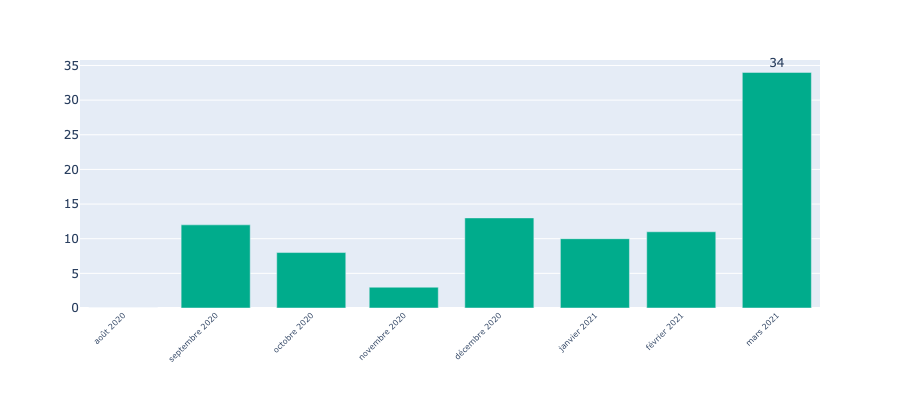 34
35
30
25
20
15
10
5
0
août 2020
septembre 2020
octobre 2020
novembre 2020
décembre 2020
janvier 2021
février 2021
mars 2021